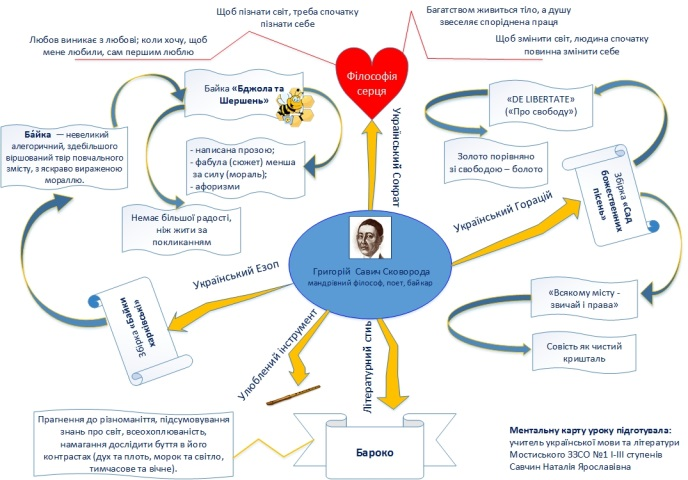 Щоб пізнати світ, треба спочатку
пізнати себе
Багатством живиться тіло, а душу
звеселяє споріднена праця
Любов виникає з любові; коли хочу, щоб
мене любили, сам першим люблю
Щоб змінити світ, людина спочатку
повинна змінити себе
Філософія
серця
Байка «Бджола та
Шершень»
Ба́йка — невеликий
алегоричний, здебільшого
віршований твір повчального
змісту, з яскраво вираженою
мораллю.
- написана прозою;
- фабула (сюжет) менша
за силу (мораль);
- афоризми
Немає більшої радості,
ніж жити за
покликанням
Український Сократ
«DE LIBERTATE»
(«Про свободу»)
Золото порівняно
зі свободою – болото
Збірка «Сад
божественних
пісень»
Український Горацій
Григорій Савич Сковорода
мандрівний філософ, поет, байкар
Український Езоп
Збірка «Байки
харківські»
«Всякому місту -
звичай і права»
Совість як чистий
кришталь
Улюблений інструмент
Літературний стиь
Прагнення до різноманіття, підсумовування
знань про світ, всеохоплюваність,
намагання дослідити буття в його
контрастах (дух та плоть, морок та світло,
тимчасове та вічне).
Бароко
Ментальну карту уроку підготувала:
учитель української мови та літератури
Мостиського ЗЗСО №1 І-ІІІ ступенів
Савчин Наталія Ярославівна